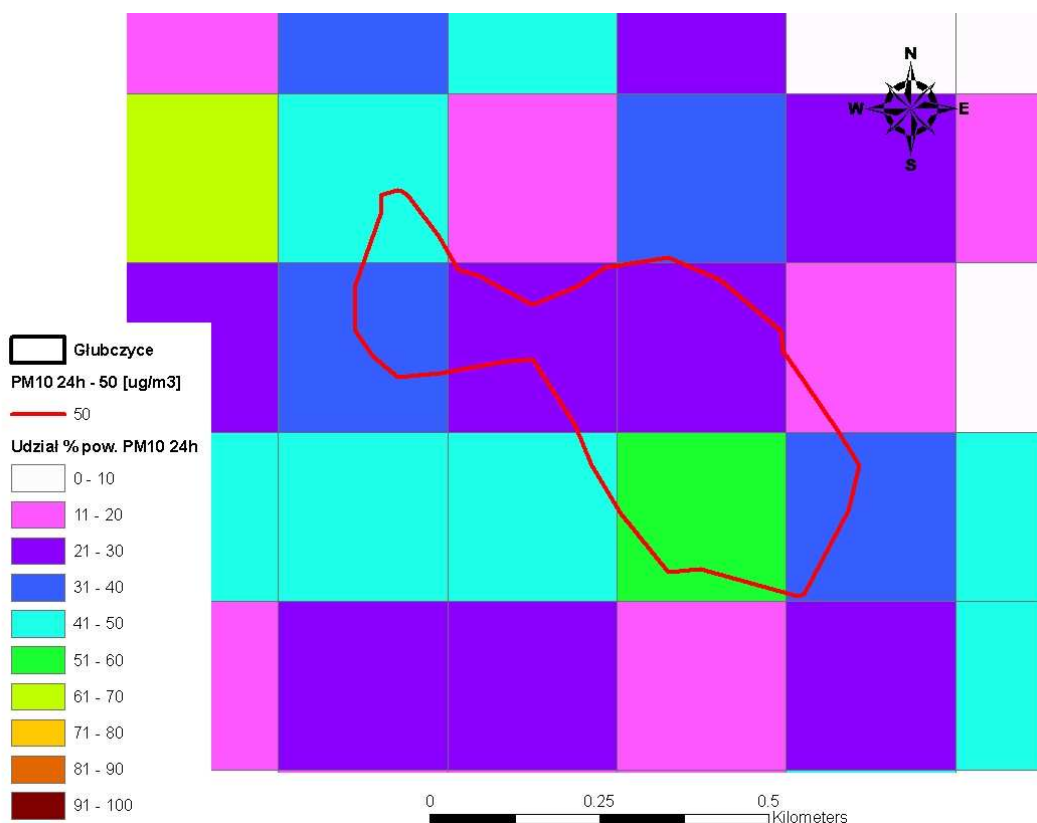 N
W E
S
Głubczyce
PM10 24h - 50 [ug/m3]
50
Udział % pow. PM10 24h
0 - 10
11 - 20
21 - 30
31 - 40
41 - 50
51 - 60
61 - 70
71 - 80
81 - 90
91 - 100
0 0.25 0.5
Kilometers